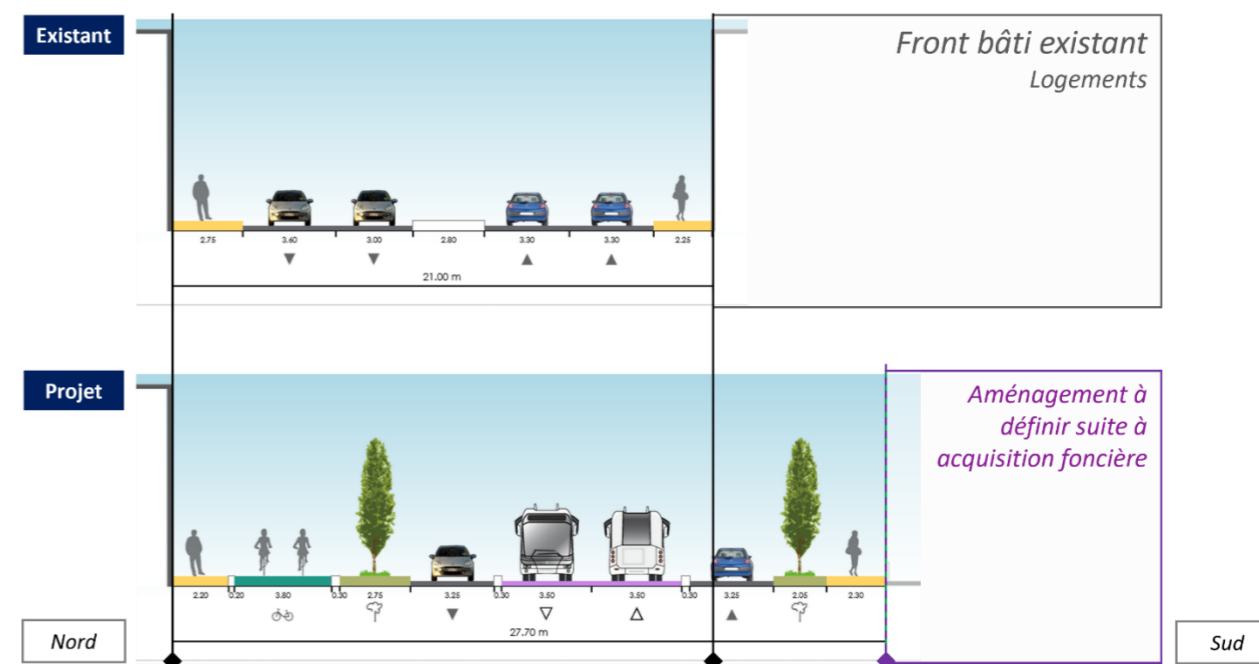 Existant
Front bâti existant
Logements
2.75
3.60
3.00
2.80
3.30
3.30
2.25
21.00 m
Projet
Aménagement à
définir suite à
acquisition foncière
2.20
0.20
3.80
0.30
2.75
3.25
0.30
3.50
3.50
0.30
3.25
2.05
2.30
27.70 m
Nord
Sud